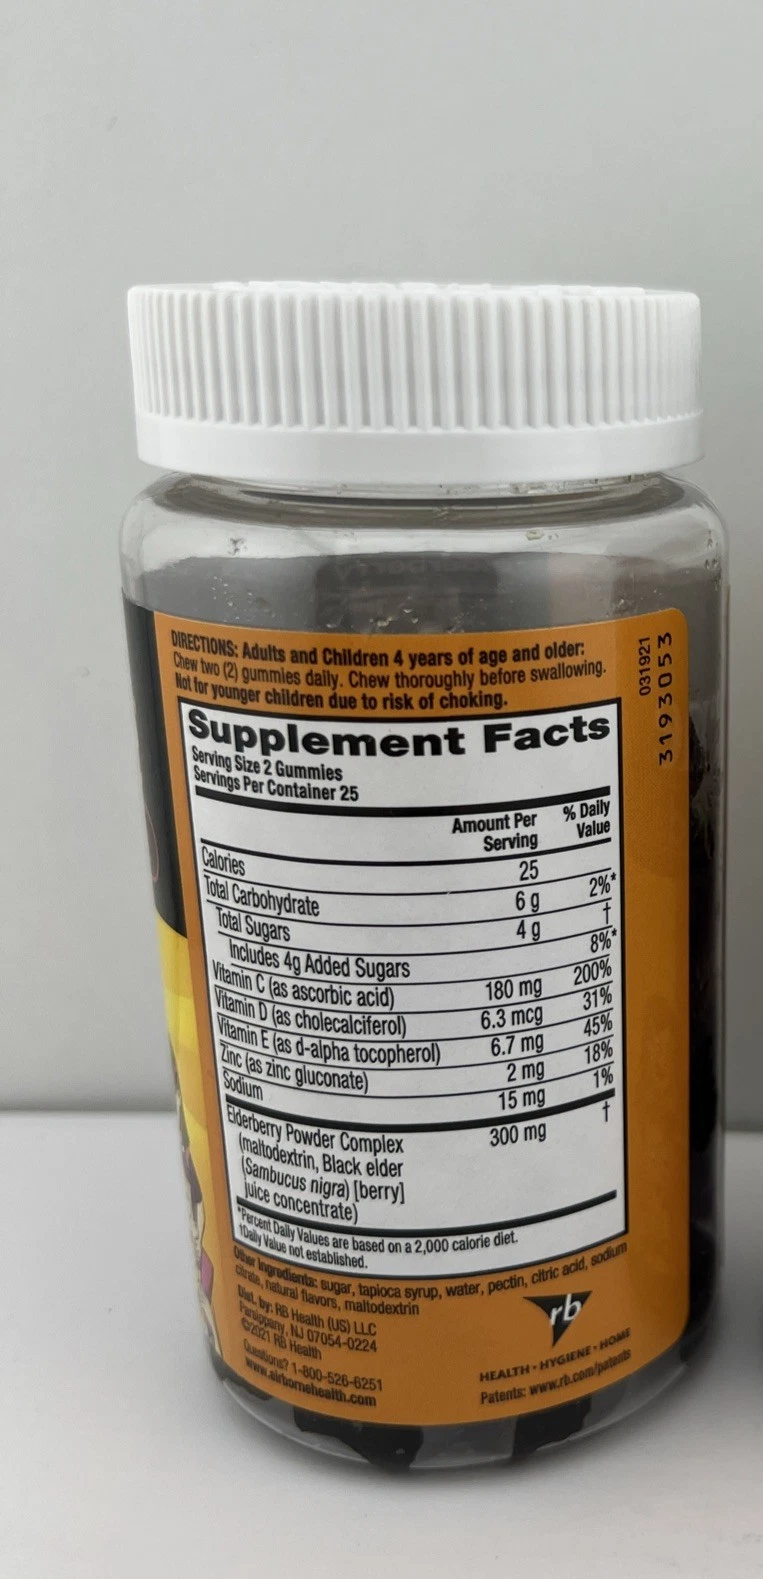 DIRECTIONS: Adults and Children 4 years of age and older:
Chew two (2) gummies daily. Chew thoroughly before swallowing.
Not for younger children due to risk of choking.
031921
3193053
Supplement Facts
Serving Size 2 Gummies
Servings Per Container 25
Amount Per Serving % Daily Value
Calories 25
Total Carbohydrate 6 g 2%*
Total Sugars 4 g †
Includes 4g Added Sugars 8%*
Vitamin C (as ascorbic acid) 180 mg 200%
Vitamin D (as cholecalciferol) 6.3 mcg 31%
Vitamin E (as d-alpha tocopherol) 6.7 mg 45%
Zinc (as zinc gluconate) 2 mg 18%
Sodium 15 mg 1%
Elderberry Powder Complex 300 mg †
(maltodextrin, Black elder
(Sambucus nigra) [berry]
juice concentrate)
*Percent Daily Values are based on a 2,000 calorie diet.
†Daily Value not established.
Other Ingredients: sugar, tapioca syrup, water, pectin, citric acid, sodium
citrate, natural flavors, maltodextrin
Dist. by: RB Health (US) LLC
Parsippany, NJ 07054-0224
©2021 RB Health
Questions? 1-800-526-6251
www.airbornehealth.com
rb
HEALTH • HYGIENE • HOME
Patents: www.rb.com/patents